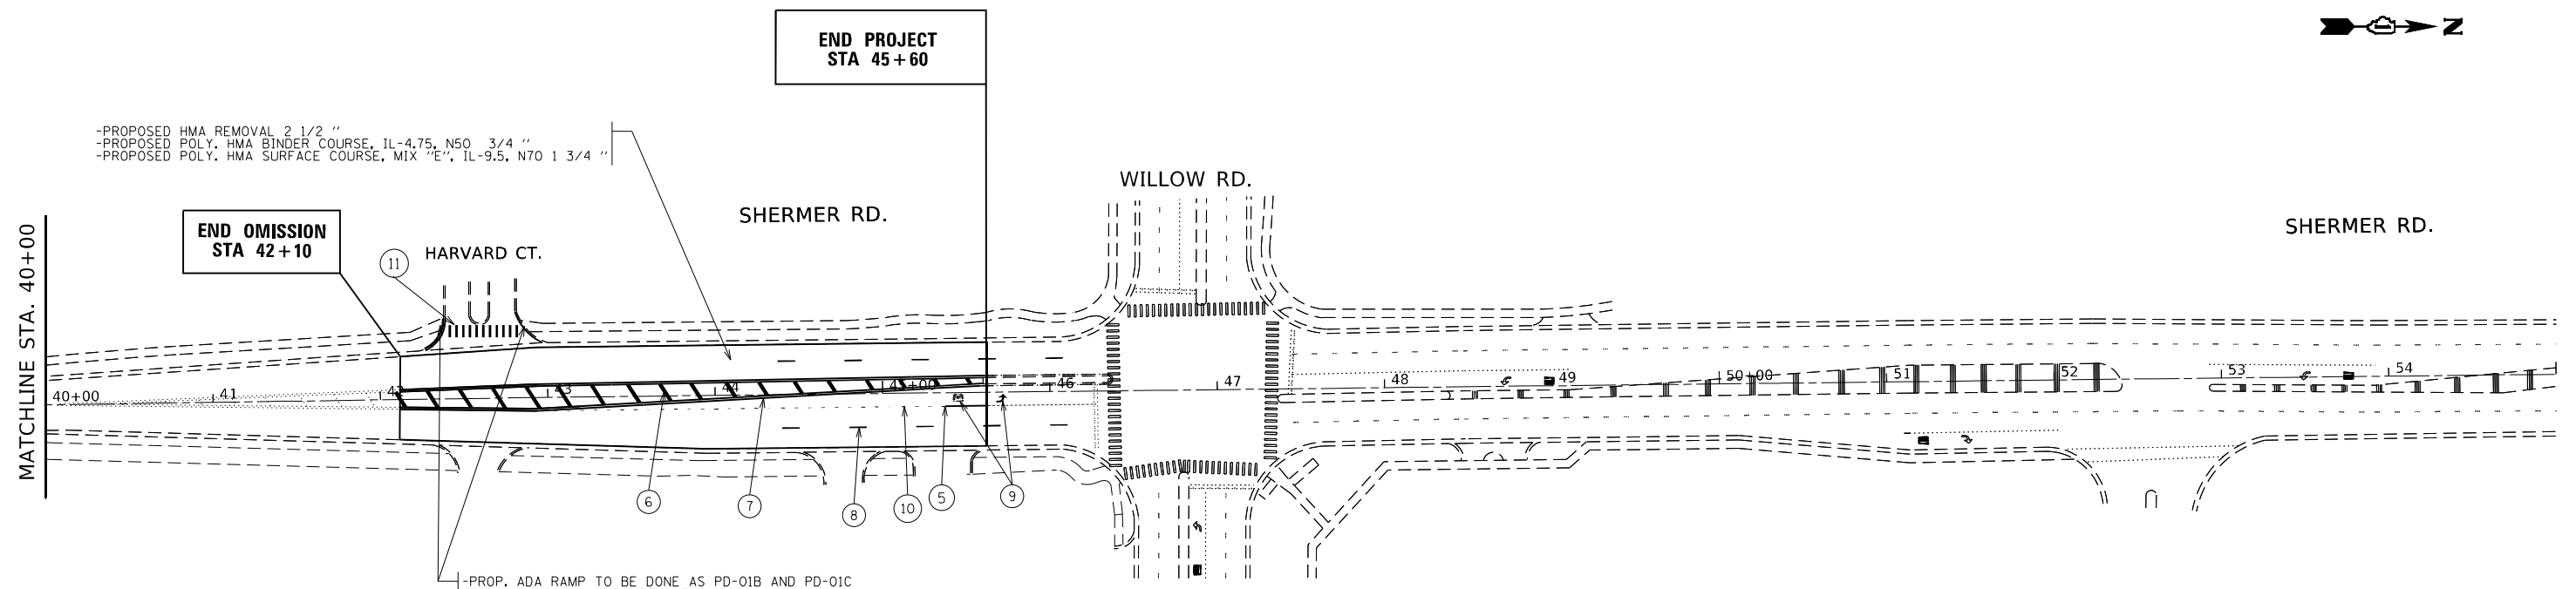 END PROJECT
STA 45+60
N
-PROPOSED HMA REMOVAL 2 1/2 "
-PROPOSED POLY. HMA BINDER COURSE, IL-4.75, N50 3/4 "
-PROPOSED POLY. HMA SURFACE COURSE, MIX "E", IL-9.5, N70 1 3/4 "
WILLOW RD.
SHERMER RD.
SHERMER RD.
END OMISSION
STA 42+10
HARVARD CT.
11
MATCHLINE STA. 40+00
40+00
41
42
43
44
45+00
46
47
48
49
50+00
51
52
53
54
6
7
8
10
5
9
-PROP. ADA RAMP TO BE DONE AS PD-01B AND PD-01C